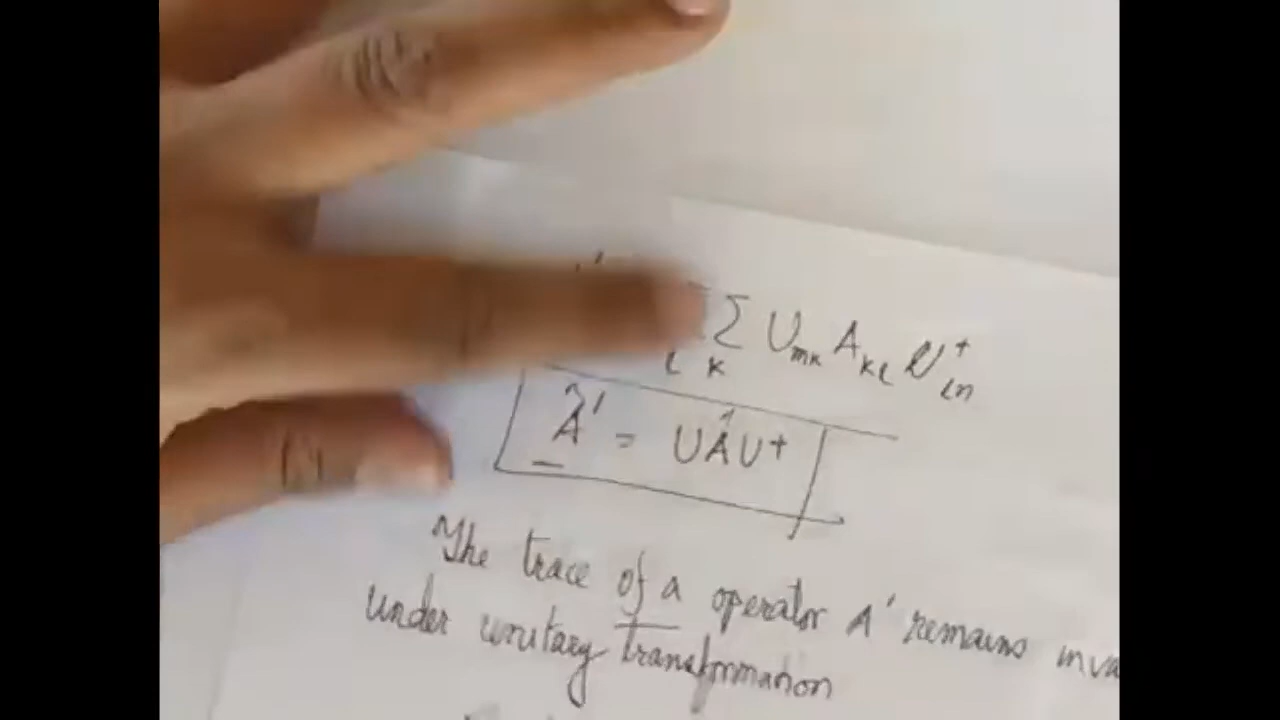 Σ U_mk A_kl U^+_ln
l k
Â' = UÂU+
The trace of a operator A' remains inva
under unitary transformation